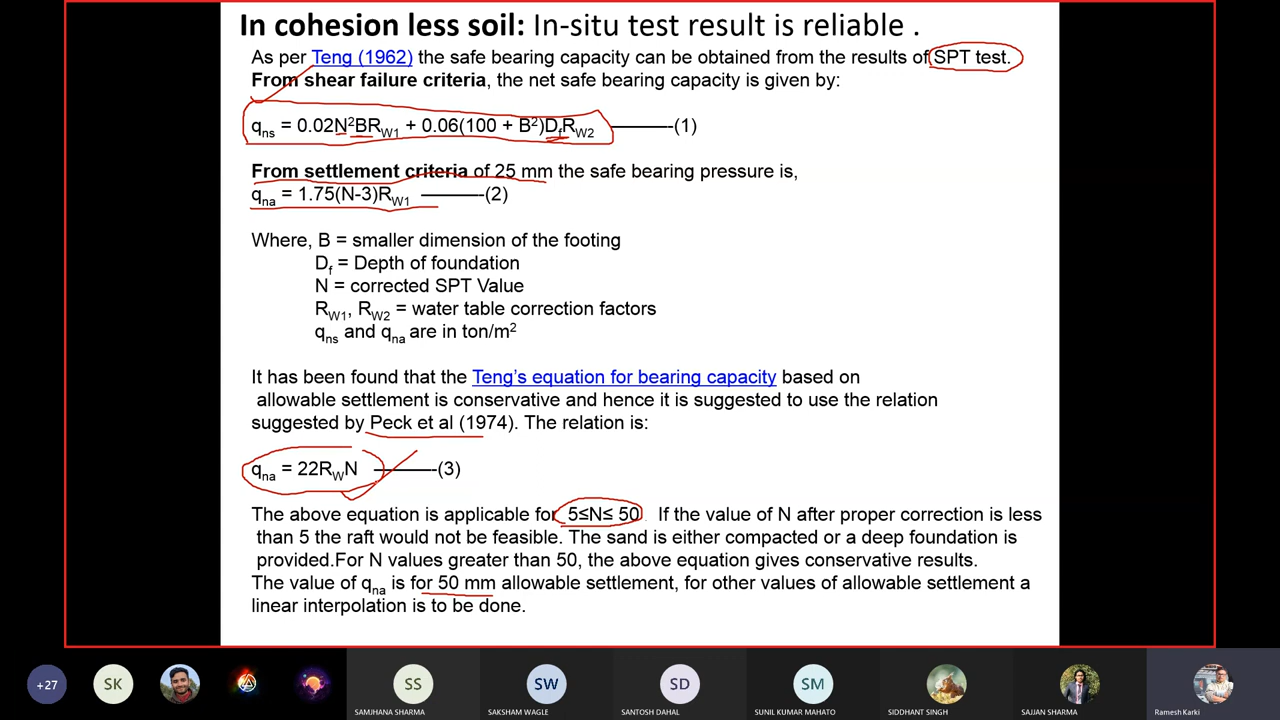 In cohesion less soil: In-situ test result is reliable .
As per Teng (1962) the safe bearing capacity can be obtained from the results of SPT test.
From shear failure criteria, the net safe bearing capacity is given by:
qns = 0.02N²BRW1 + 0.06(100 + B²)DfRW2 ————-(1)
From settlement criteria of 25 mm the safe bearing pressure is,
qna = 1.75(N-3)RW1 ————-(2)
Where, B = smaller dimension of the footing
Df = Depth of foundation
N = corrected SPT Value
RW1, RW2 = water table correction factors
qns and qna are in ton/m²
It has been found that the Teng's equation for bearing capacity based on
allowable settlement is conservative and hence it is suggested to use the relation
suggested by Peck et al (1974). The relation is:
qna = 22RWN ————-(3)
The above equation is applicable for 5≤N≤ 50. If the value of N after proper correction is less
than 5 the raft would not be feasible. The sand is either compacted or a deep foundation is
provided.For N values greater than 50, the above equation gives conservative results.
The value of qna is for 50 mm allowable settlement, for other values of allowable settlement a
linear interpolation is to be done.
+27 SK SS SW SD SM
SAMJHANA SHARMA SAKSHAM WAGLE SANTOSH DAHAL SUNIL KUMAR MAHATO SIDDHANT SINGH SAJJAN SHARMA Ramesh Karki